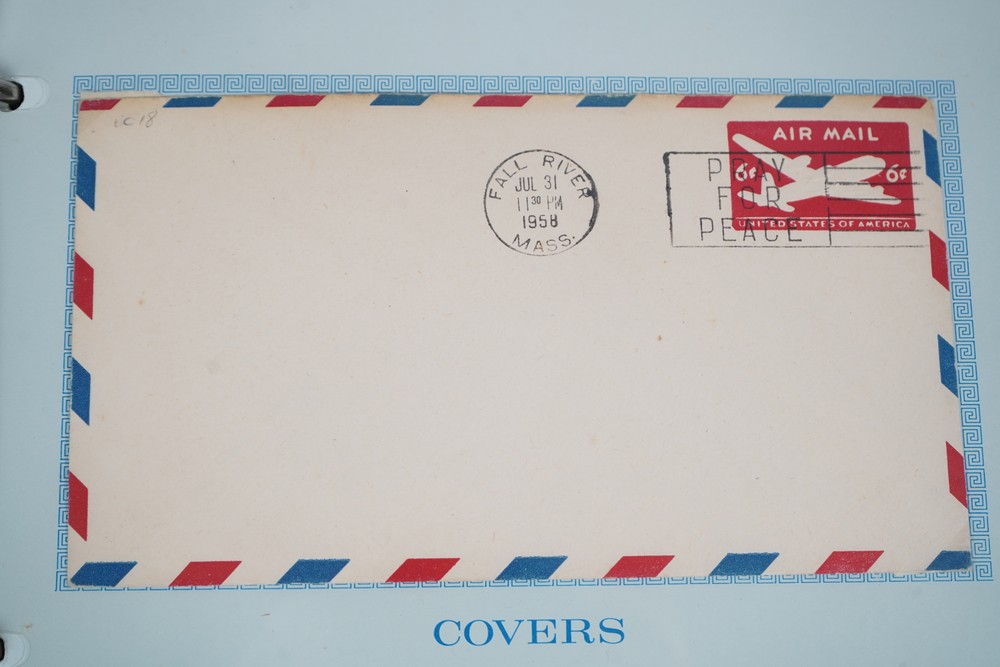 UC18
AIR MAIL
6¢ 6¢
UNITED STATES OF AMERICA
FALL RIVER
JUL 31
11 30 PM
1958
MASS.
PRAY
FOR
PEACE
COVERS